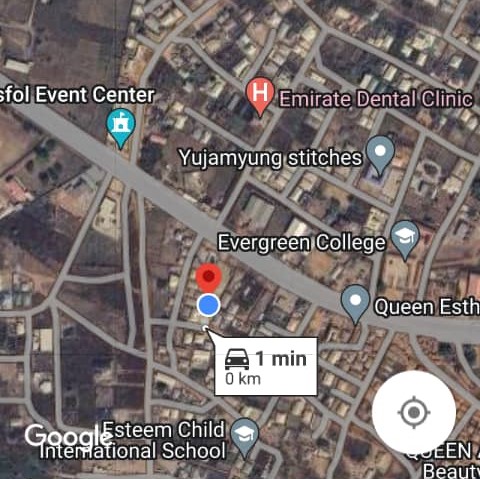 sfol Event Center
H
Emirate Dental Clinic
Yujamyung stitches
Evergreen College
Queen Esth
1 min
0 km
Google
Esteem Child
International School
QUEEN
Beauty